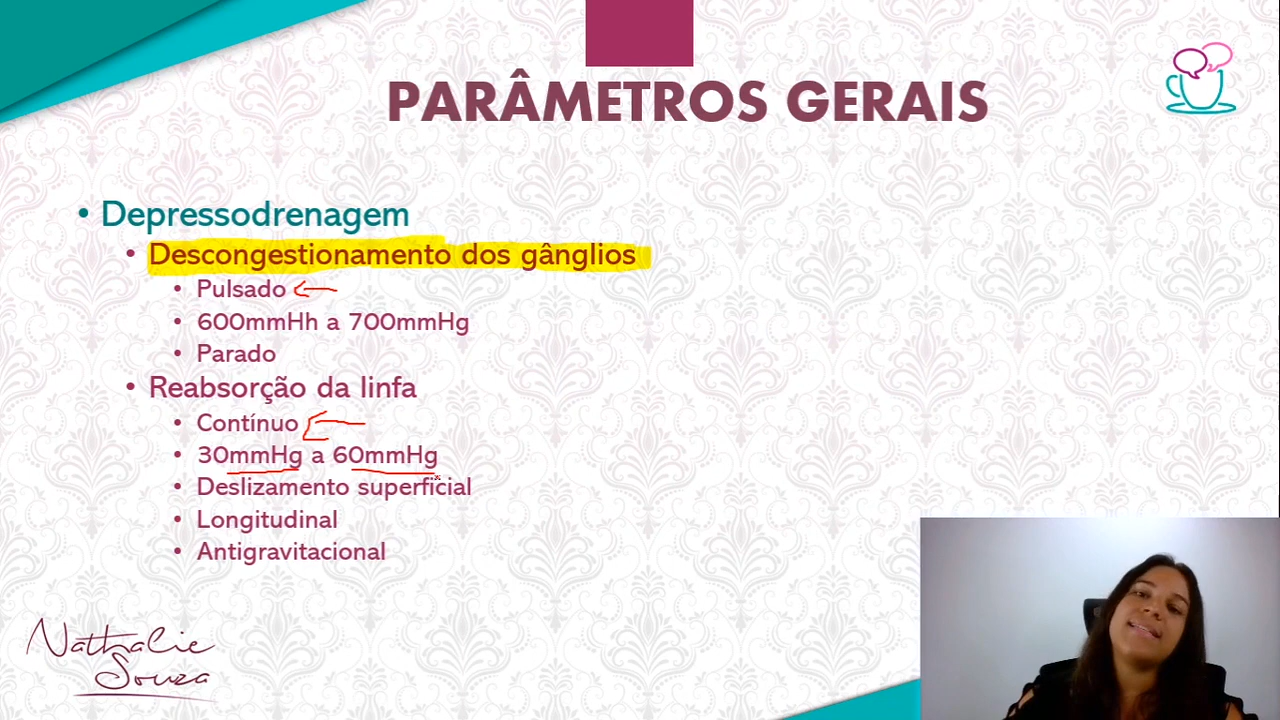 PARÂMETROS GERAIS
• Depressodrenagem
• Descongestionamento dos gânglios
• Pulsado
• 600mmHh a 700mmHg
• Parado
• Reabsorção da linfa
• Contínuo
• 30mmHg a 60mmHg
• Deslizamento superficial
• Longitudinal
• Antigravitacional
Nathalie
Souza